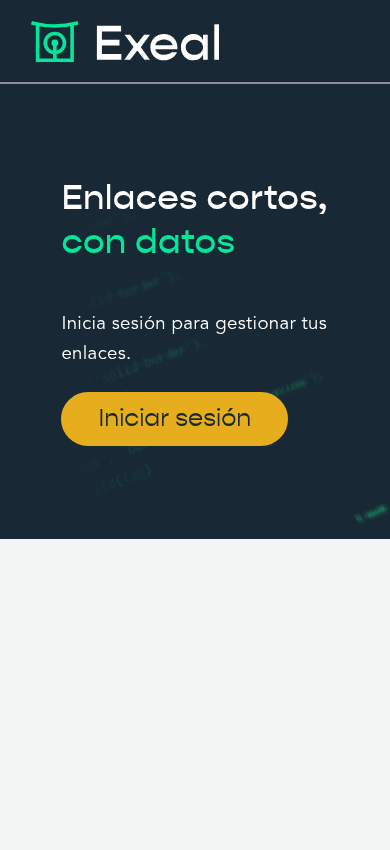 Exeal
Enlaces cortos,
con datos
Inicia sesión para gestionar tus
enlaces.
Iniciar sesión